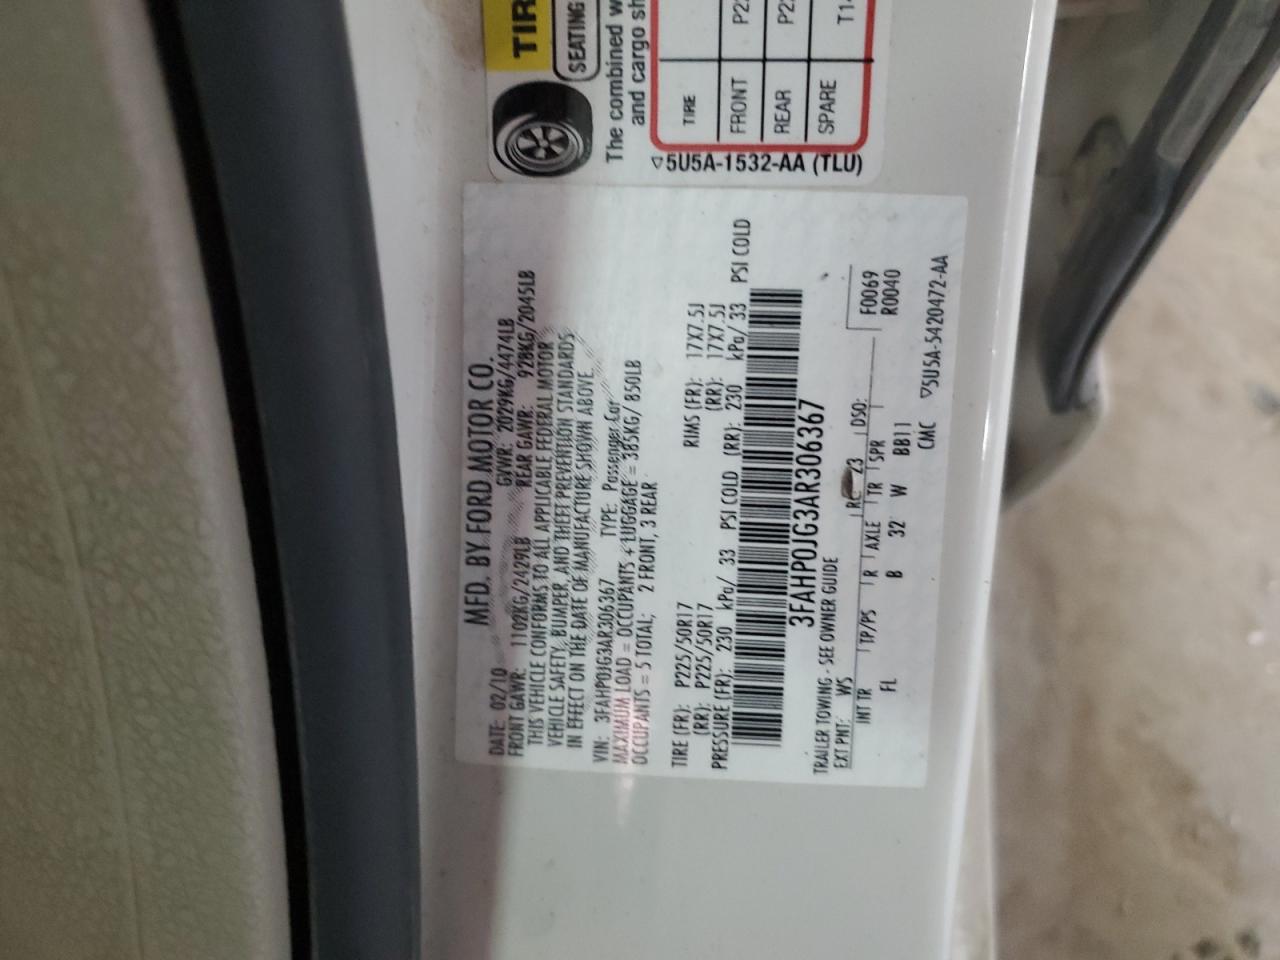 MFD. BY FORD MOTOR CO.
DATE: 02/10 GVWR: 2029KG/4474LB
FRONT GAWR: 1102KG/2429LB REAR GAWR: 928KG/2045LB
THIS VEHICLE CONFORMS TO ALL APPLICABLE FEDERAL MOTOR
VEHICLE SAFETY, BUMPER, AND THEFT PREVENTION STANDARDS
IN EFFECT ON THE DATE OF MANUFACTURE SHOWN ABOVE.
VIN: 3FAHP0JG3AR306367 TYPE: Passenger Car
MAXIMUM LOAD = OCCUPANTS + LUGGAGE = 385KG/ 850LB
OCCUPANTS = 5 TOTAL; 2 FRONT, 3 REAR
TIRE (FR): P225/50R17 RIMS (FR): 17X7.5J
(RR): P225/50R17 (RR): 17X7.5J
PRESSURE (FR): 230 kPa/ 33 PSI COLD (RR): 230 kPa/ 33 PSI COLD
3FAHP0JG3AR306367
TRAILER TOWING - SEE OWNER GUIDE
EXT PNT: WS RC: 23 DSO: F0069
INT TR TP/PS R AXLE TR SPR R0040
FL B 32 W BB11
CMC ▽5U5A-5420472-AA
TIR
SEATING
The combined w
and cargo sh
TIRE
FRONT P22
REAR P22
SPARE T14
▽5U5A-1532-AA (TLU)